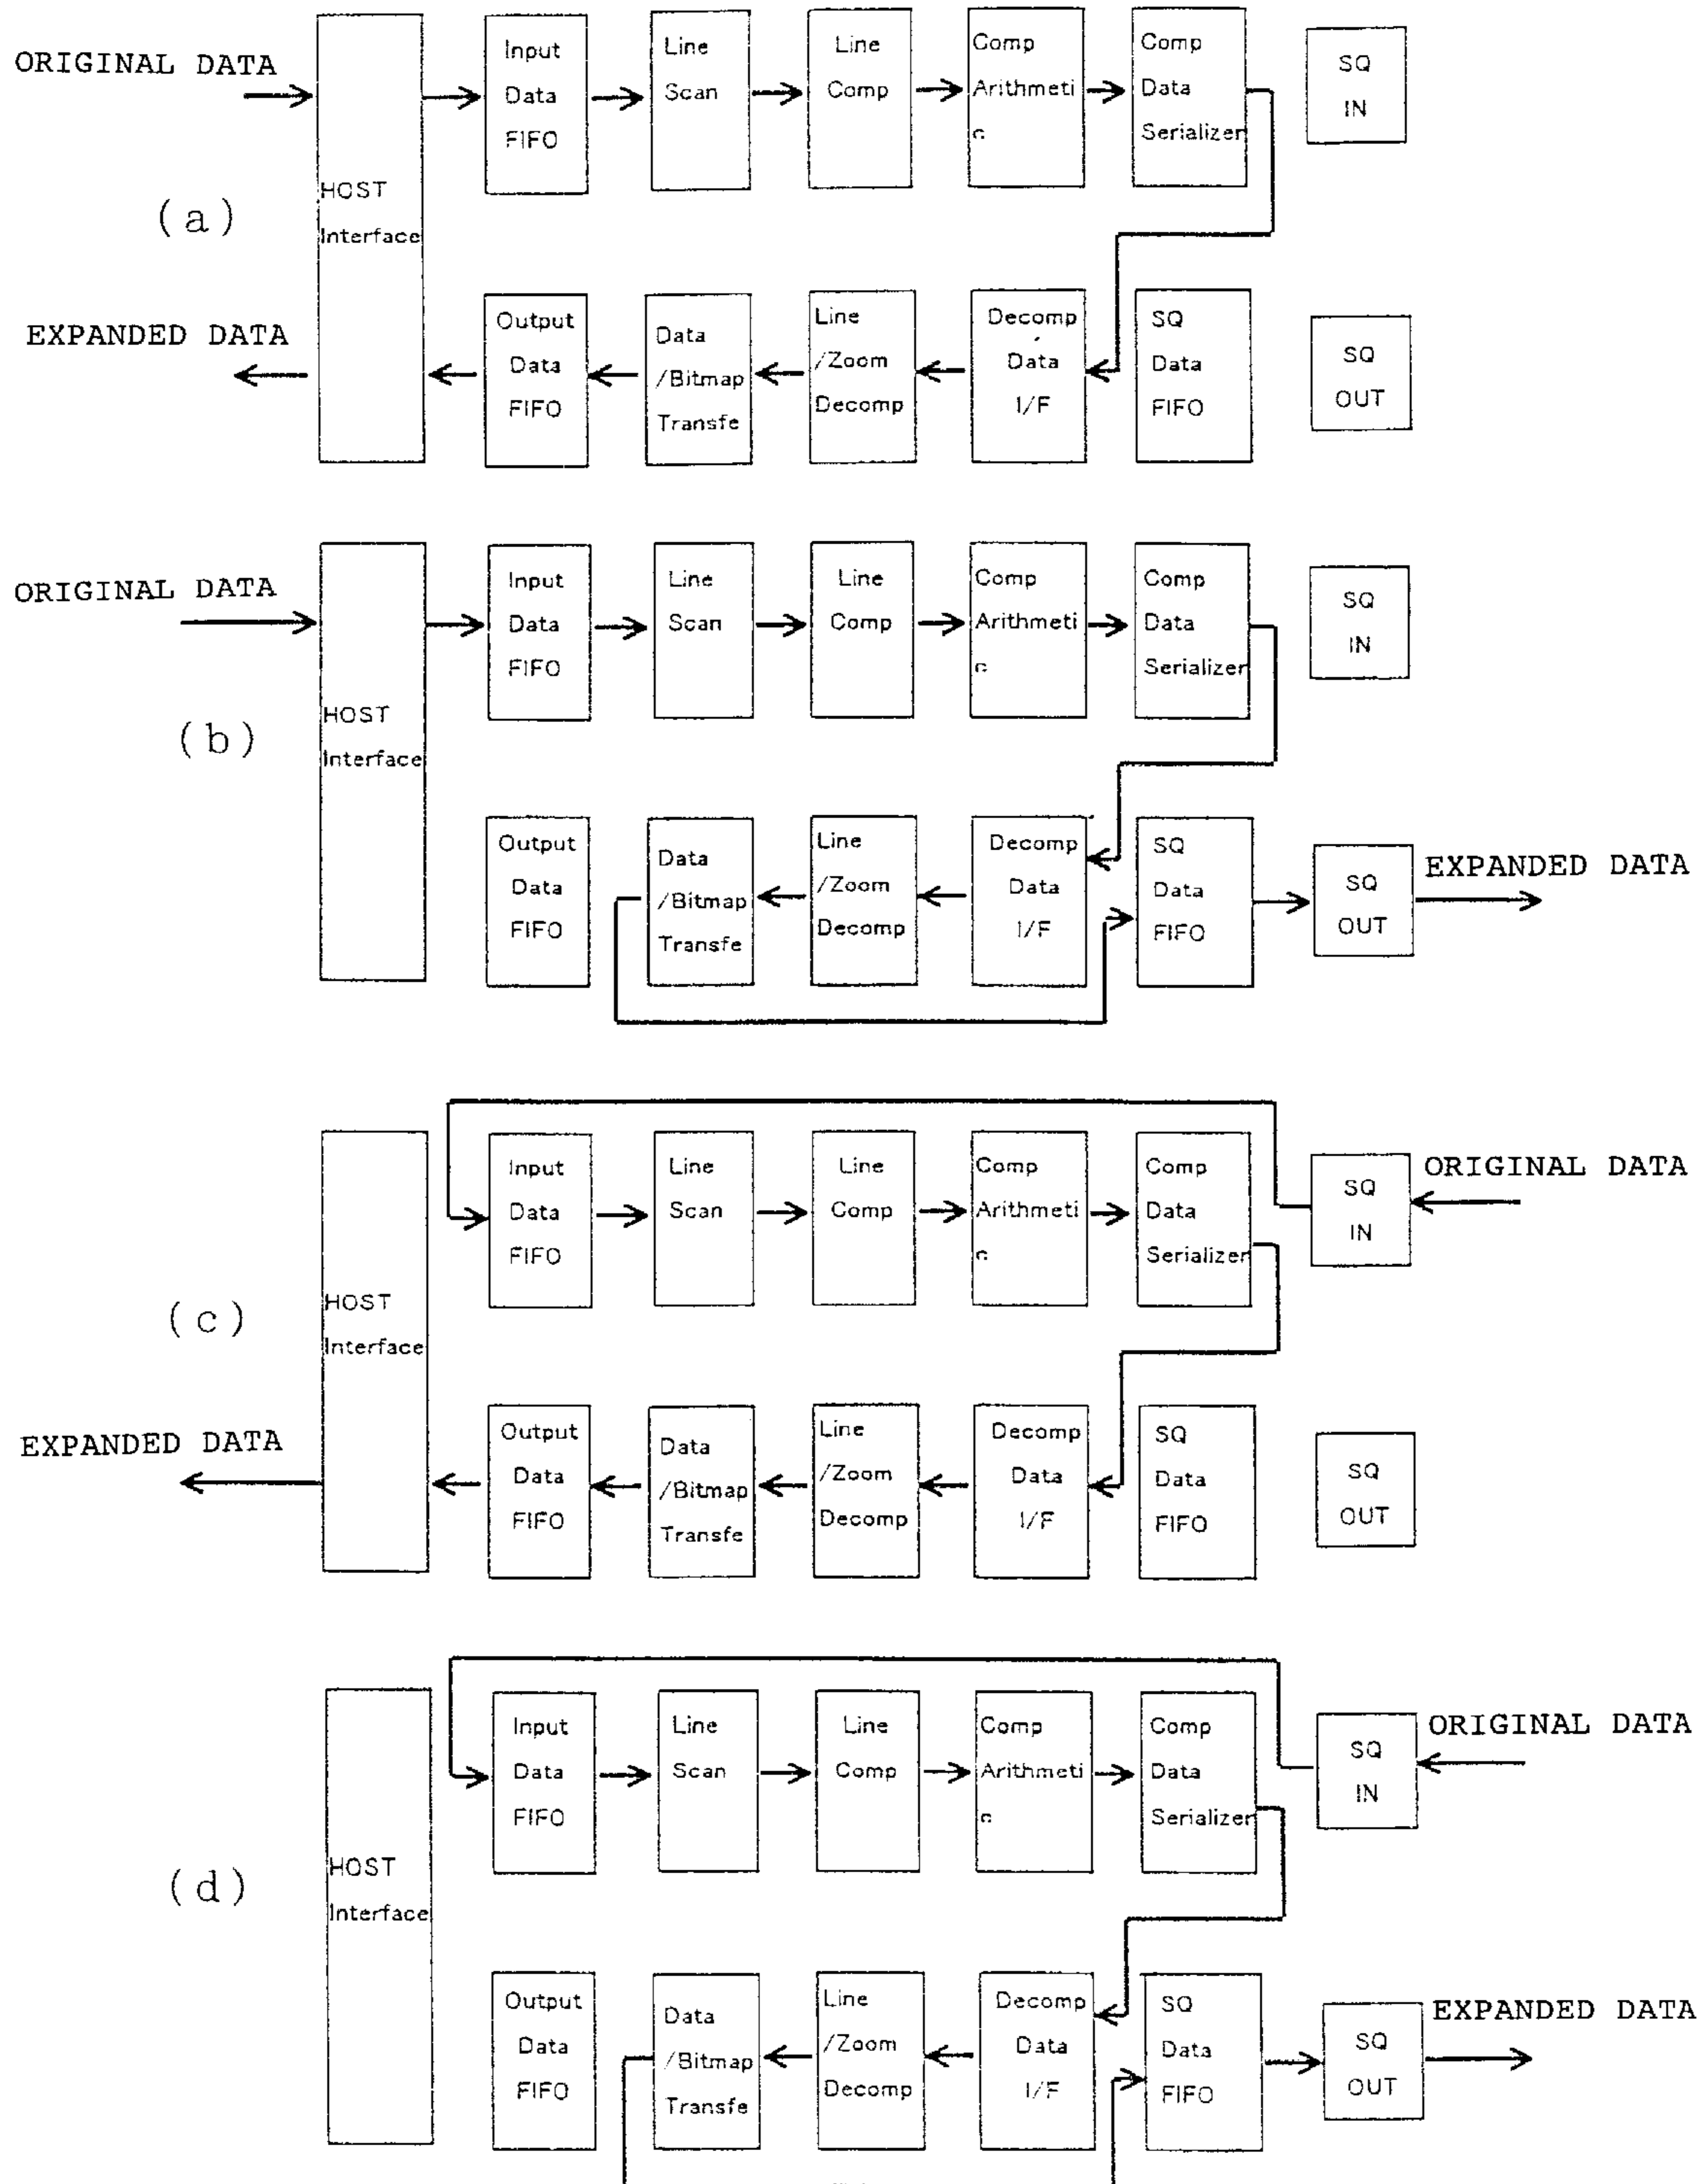 ORIGINAL DATA
HOST
Interface
Input
Data
FIFO
Line
Scan
Line
Comp
Comp
Arithmeti
c
Comp
Data
Serializer
SQ
IN
(a)
EXPANDED DATA
Output
Data
FIFO
Data
/Bitmap
Transfe
Line
/Zoom
Decomp
Decomp
Data
I/F
SQ
Data
FIFO
SQ
OUT
ORIGINAL DATA
HOST
Interface
Input
Data
FIFO
Line
Scan
Line
Comp
Comp
Arithmeti
c
Comp
Data
Serializer
SQ
IN
(b)
Output
Data
FIFO
Data
/Bitmap
Transfe
Line
/Zoom
Decomp
Decomp
Data
I/F
SQ
Data
FIFO
SQ
OUT
EXPANDED DATA
HOST
Interface
Input
Data
FIFO
Line
Scan
Line
Comp
Comp
Arithmeti
c
Comp
Data
Serializer
SQ
IN
ORIGINAL DATA
(c)
EXPANDED DATA
Output
Data
FIFO
Data
/Bitmap
Transfe
Line
/Zoom
Decomp
Decomp
Data
I/F
SQ
Data
FIFO
SQ
OUT
HOST
Interface
Input
Data
FIFO
Line
Scan
Line
Comp
Comp
Arithmeti
c
Comp
Data
Serializer
SQ
IN
ORIGINAL DATA
(d)
Output
Data
FIFO
Data
/Bitmap
Transfe
Line
/Zoom
Decomp
Decomp
Data
I/F
SQ
Data
FIFO
SQ
OUT
EXPANDED DATA